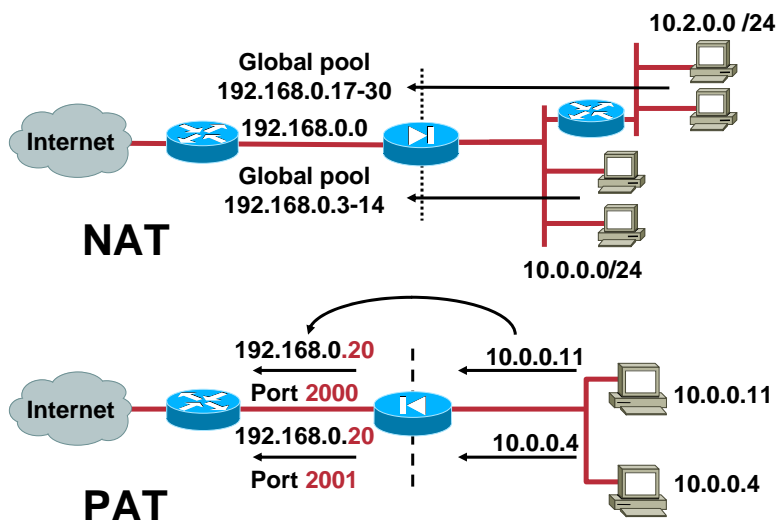 10.2.0.0 /24
Global pool
192.168.0.17-30
Internet
192.168.0.0
Global pool
192.168.0.3-14
NAT
10.0.0.0/24
192.168.0.20
10.0.0.11
Port 2000
10.0.0.11
Internet
192.168.0.20
10.0.0.4
Port 2001
10.0.0.4
PAT